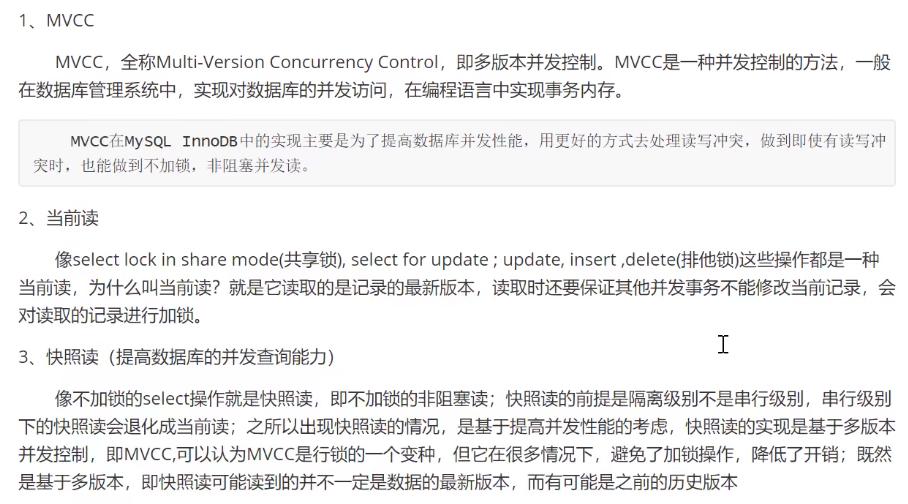 1、MVCC
MVCC，全称Multi-Version Concurrency Control，即多版本并发控制。MVCC是一种并发控制的方法，一般
在数据库管理系统中，实现对数据库的并发访问，在编程语言中实现事务内存。
MVCC在MySQL InnoDB中的实现主要是为了提高数据库并发性能，用更好的方式去处理读写冲突，做到即使有读写冲
突时，也能做到不加锁，非阻塞并发读。
2、当前读
像select lock in share mode(共享锁), select for update ; update, insert ,delete(排他锁)这些操作都是一种
当前读，为什么叫当前读？就是它读取的是记录的最新版本，读取时还要保证其他并发事务不能修改当前记录，会
对读取的记录进行加锁。
3、快照读（提高数据库的并发查询能力）
像不加锁的select操作就是快照读，即不加锁的非阻塞读；快照读的前提是隔离级别不是串行级别，串行级别
下的快照读会退化成当前读；之所以出现快照读的情况，是基于提高并发性能的考虑，快照读的实现是基于多版本
并发控制，即MVCC,可以认为MVCC是行锁的一个变种，但它在很多情况下，避免了加锁操作，降低了开销；既然
是基于多版本，即快照读可能读到的并不一定是数据的最新版本，而有可能是之前的历史版本